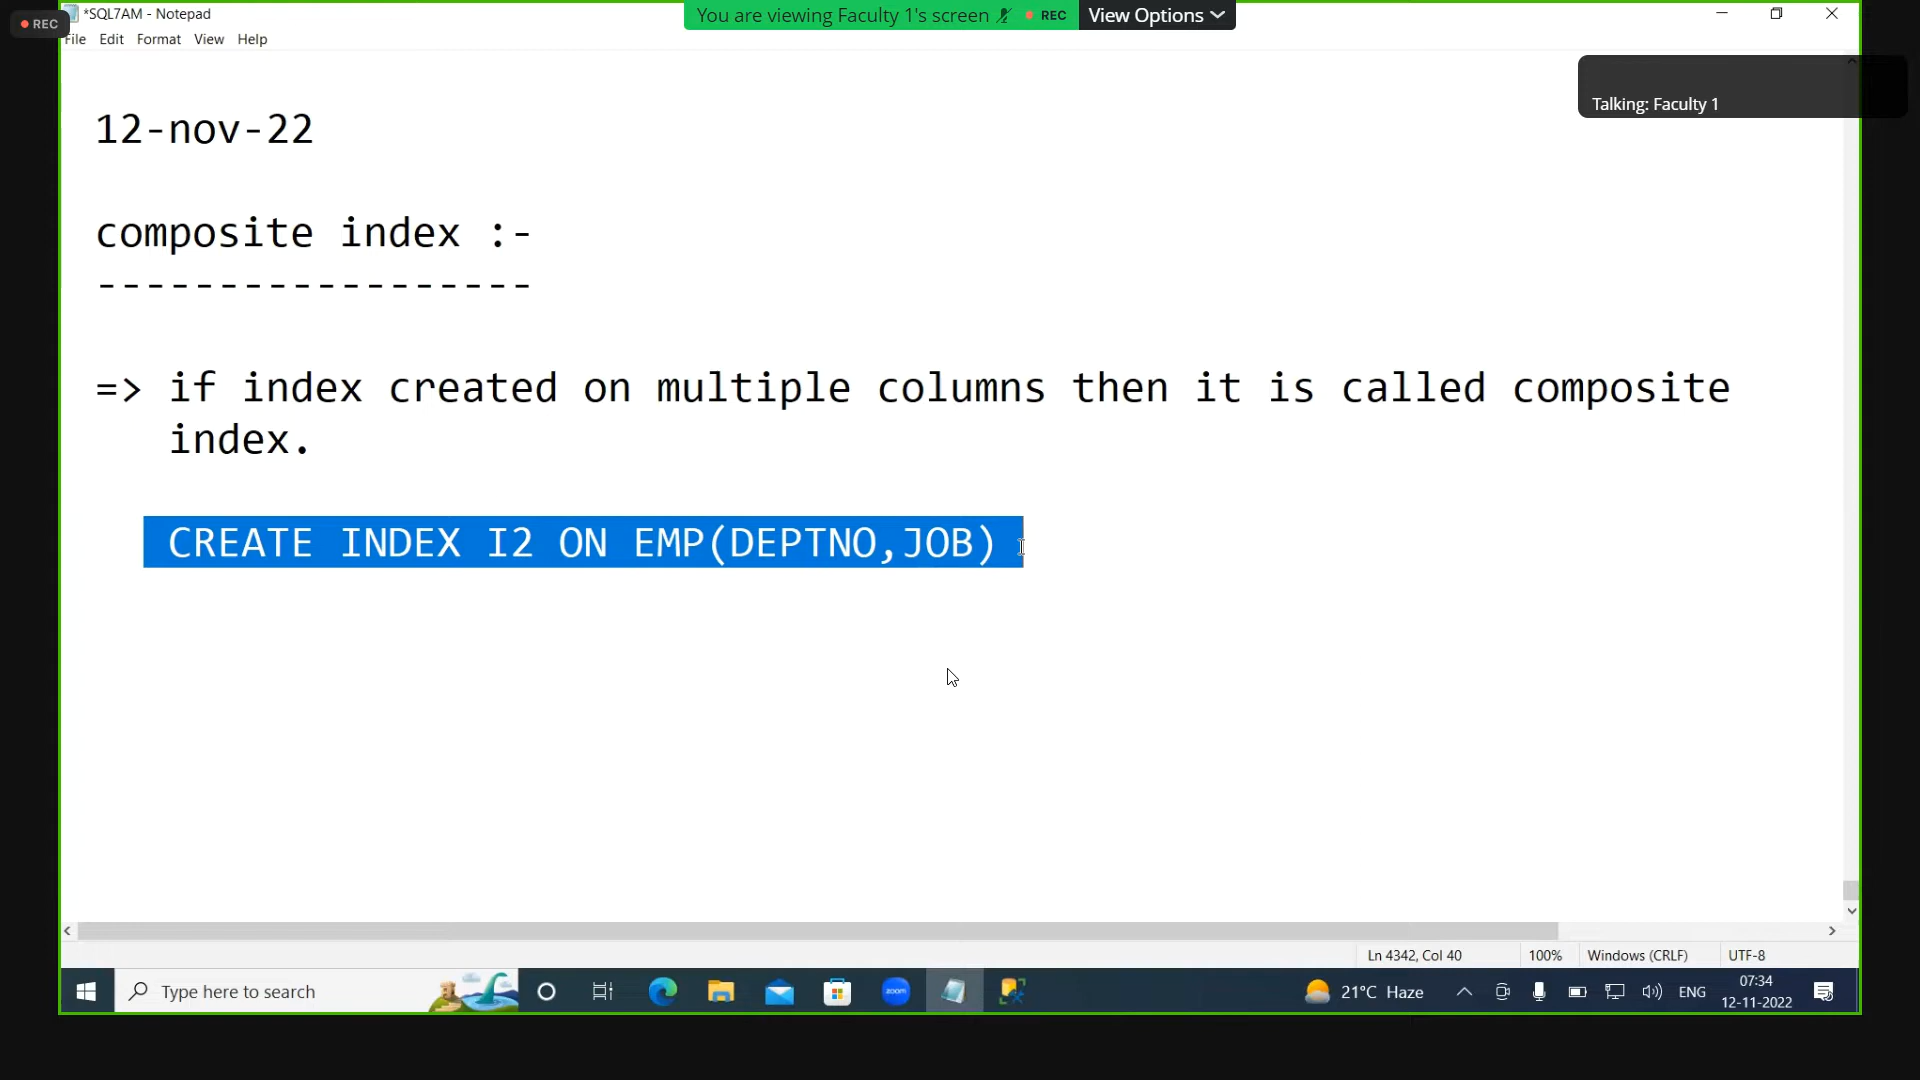 REC
*SQL7AM - Notepad
You are viewing Faculty 1's screen
REC
View Options
File Edit Format View Help
Talking: Faculty 1
12-nov-22
composite index :-
------------------
=> if index created on multiple columns then it is called composite
index.
CREATE INDEX I2 ON EMP(DEPTNO,JOB)
Ln 4342, Col 40
100%
Windows (CRLF)
UTF-8
Type here to search
zoom
21°C Haze
ENG
07:34
12-11-2022